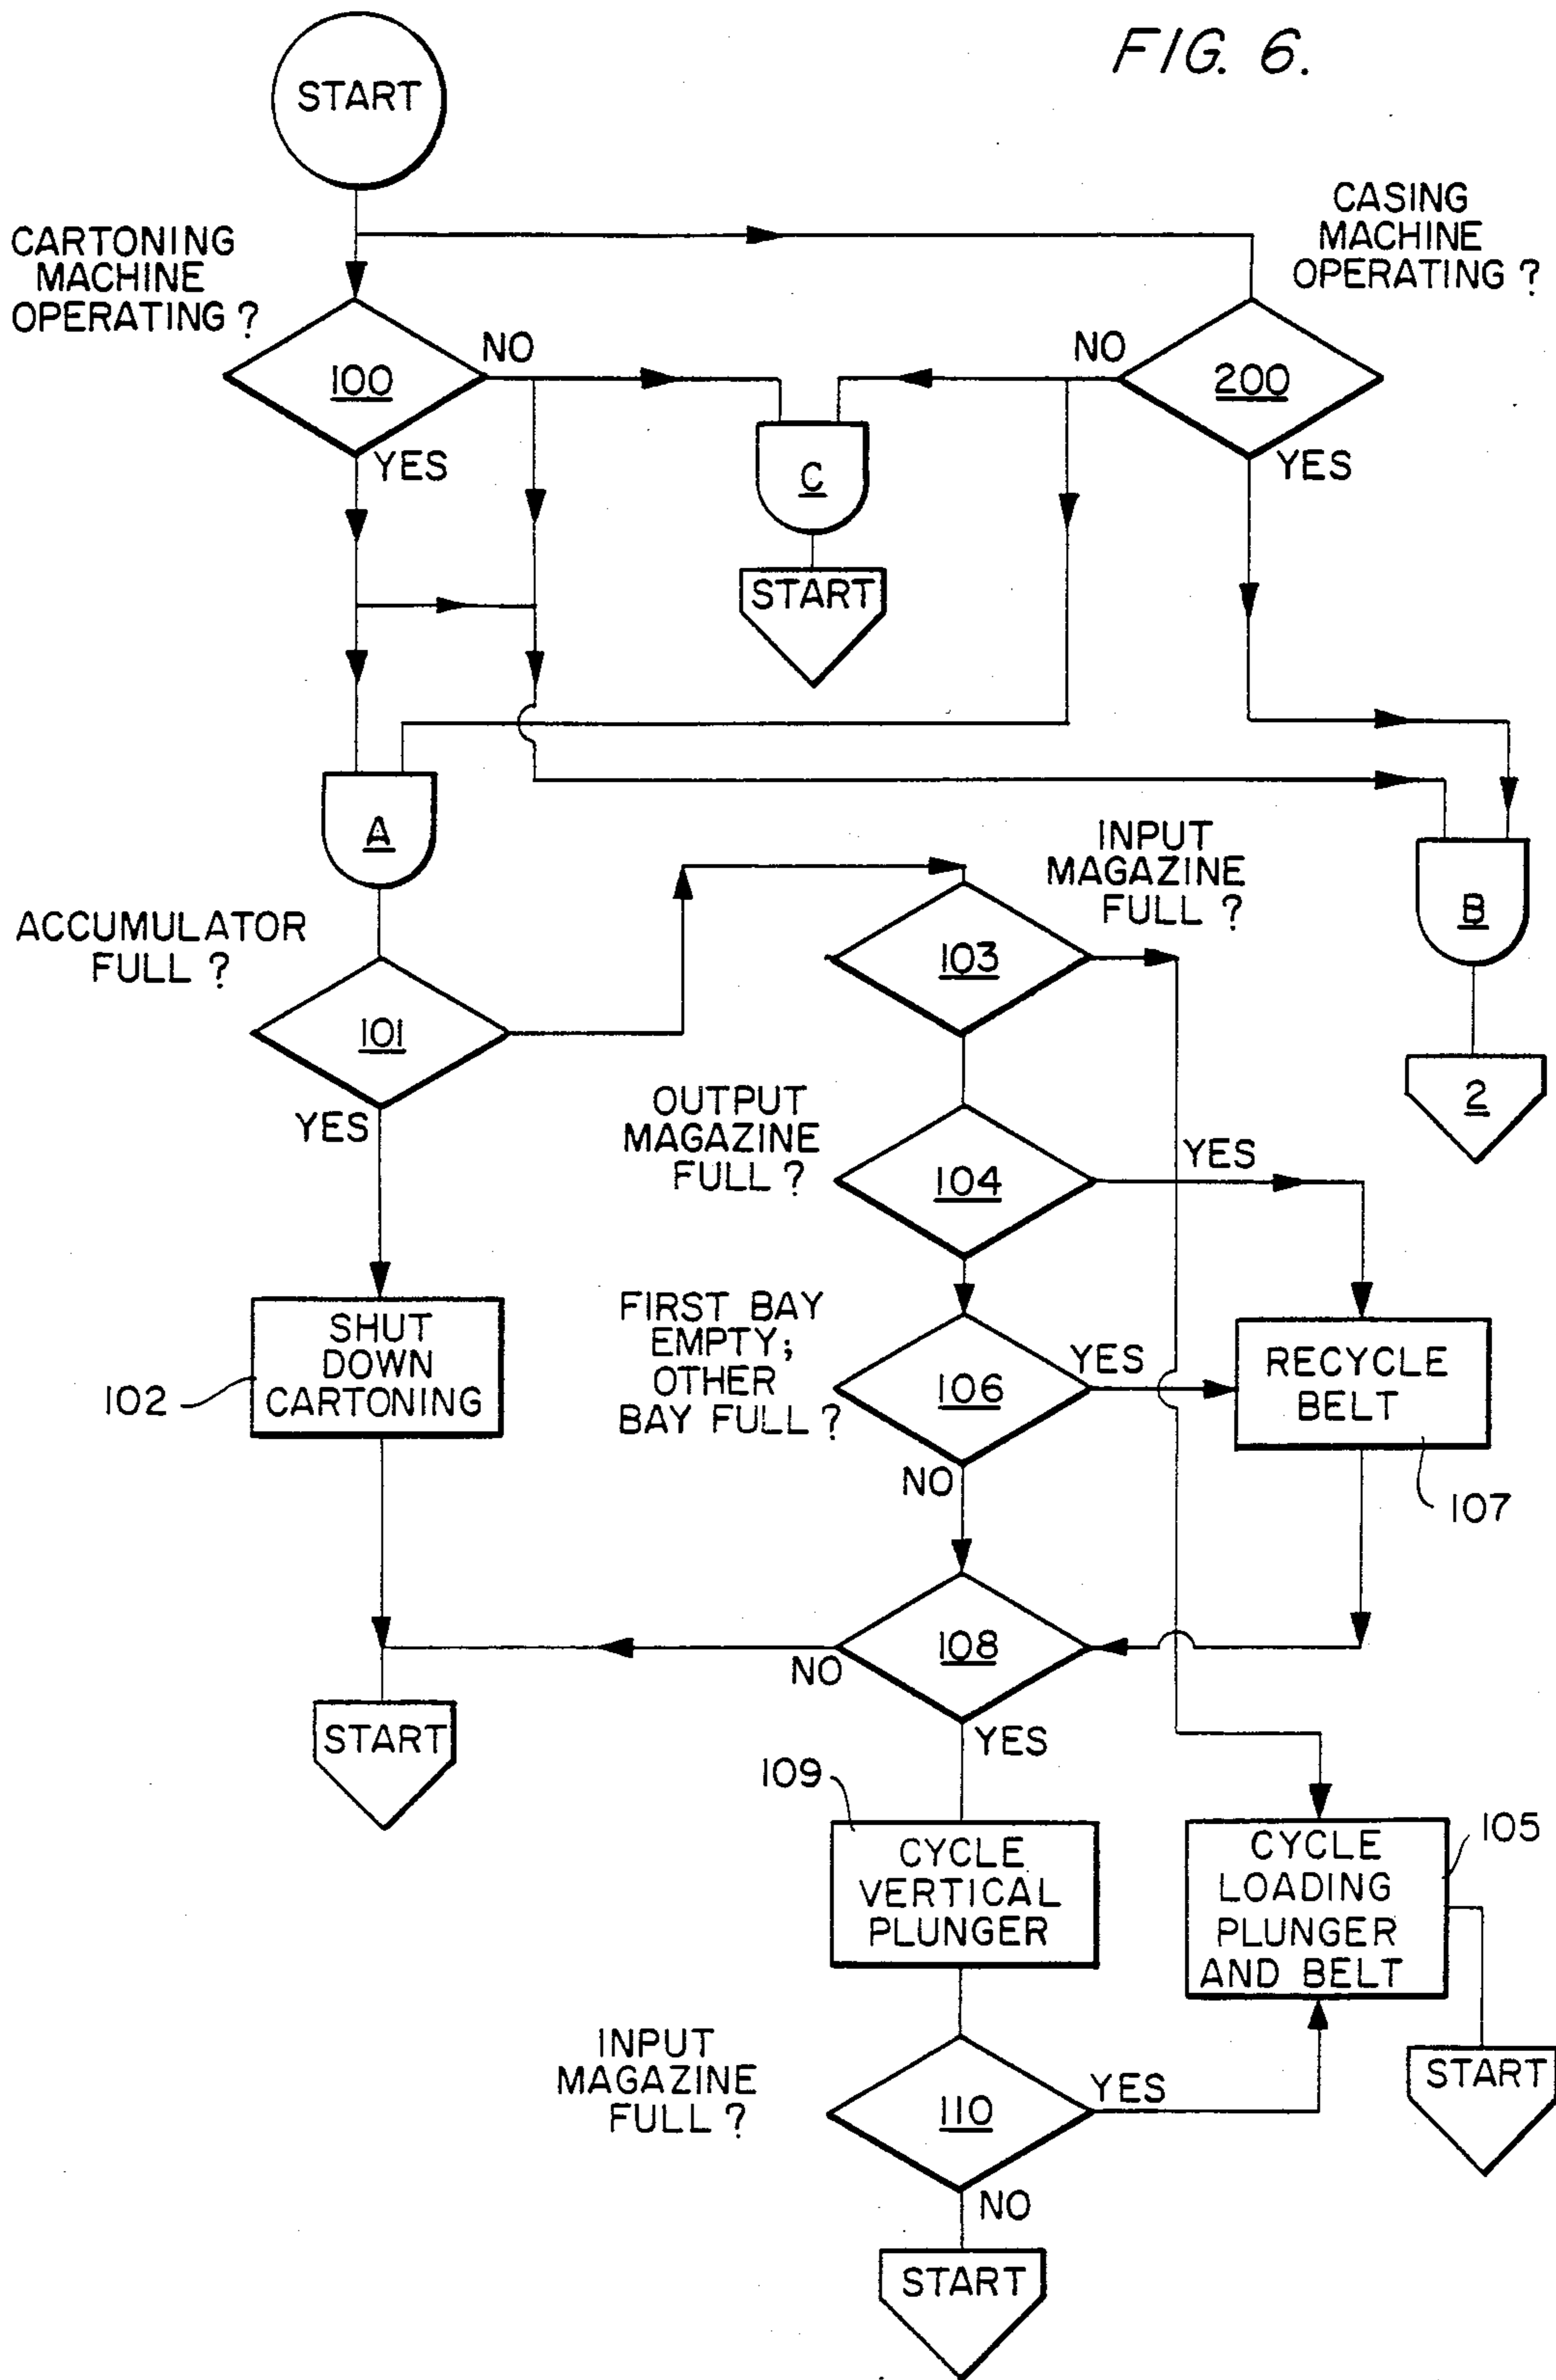 FIG. 6.
START
CARTONING
MACHINE
OPERATING ?
CASING
MACHINE
OPERATING ?
100
NO
YES
NO
200
YES
C
START
A
B
2
ACCUMULATOR
FULL ?
101
YES
INPUT
MAGAZINE
FULL ?
103
OUTPUT
MAGAZINE
FULL ?
104
YES
SHUT
DOWN
CARTONING
102
FIRST BAY
EMPTY;
OTHER
BAY FULL ?
106
YES
NO
RECYCLE
BELT
107
108
NO
YES
START
109
CYCLE
VERTICAL
PLUNGER
CYCLE
LOADING
PLUNGER
AND BELT
105
START
INPUT
MAGAZINE
FULL ?
110
YES
NO
START